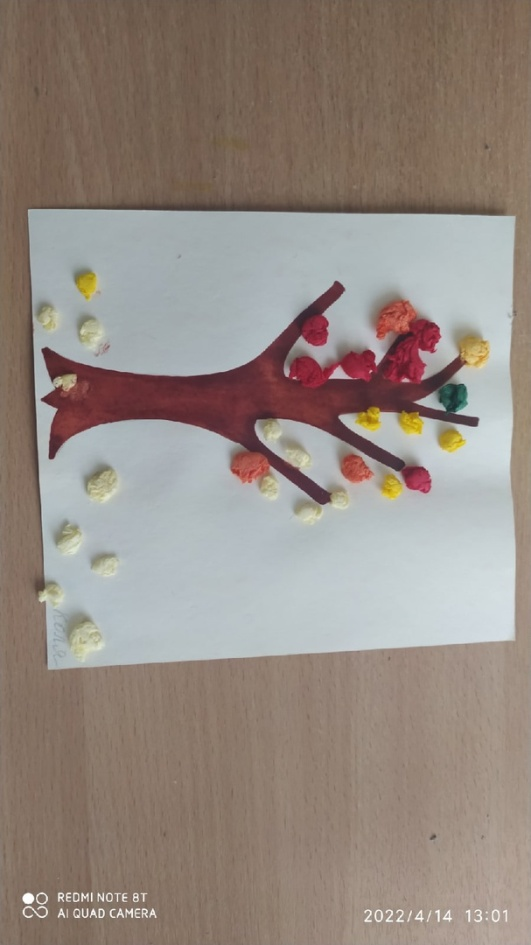 REDMI NOTE 8T
AI QUAD CAMERA
2022/4/14 13:01